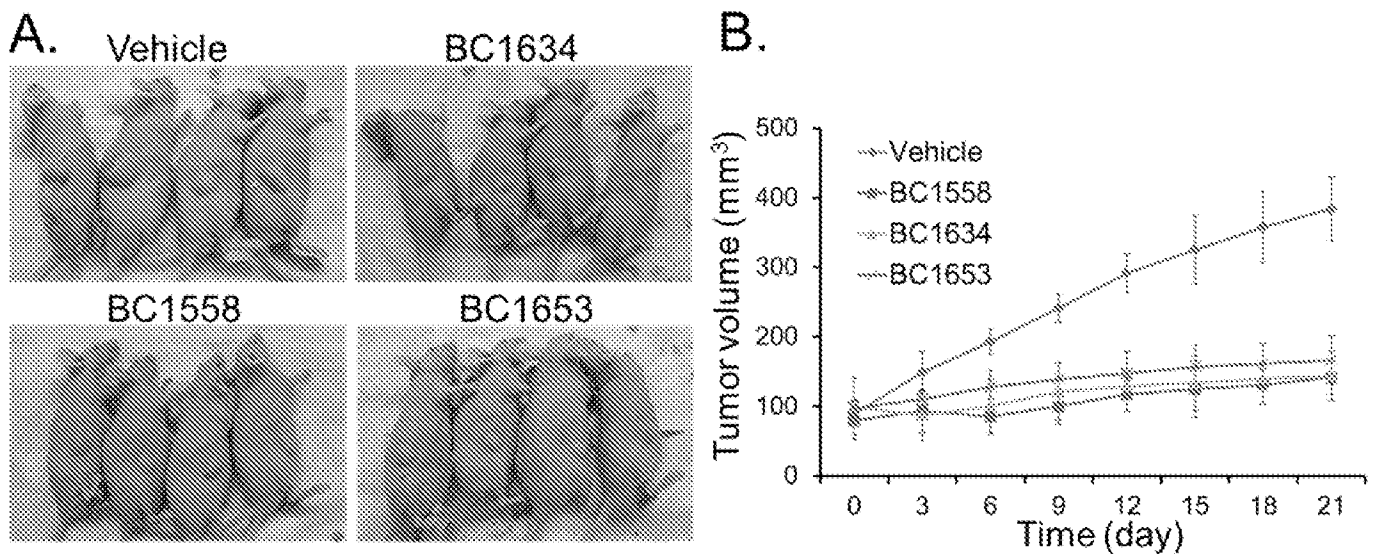 A.
Vehicle
BC1634
BC1558
BC1653
B.
Tumor volume (mm³)
500
400
300
200
100
0
Vehicle
BC1558
BC1634
BC1653
0 3 6 9 12 15 18 21
Time (day)